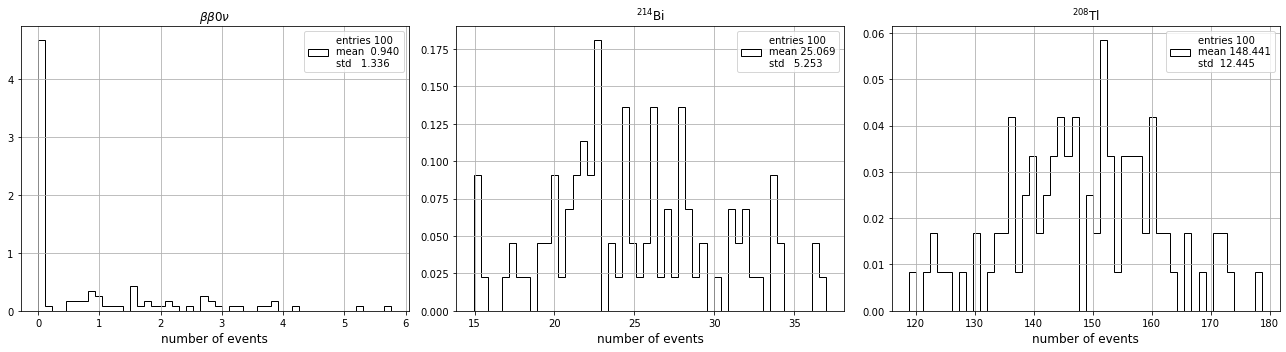 ββ0ν
entries 100
mean  0.940
std   1.336
4
3
2
1
0
0 1 2 3 4 5 6
number of events
²¹⁴Bi
entries 100
mean 25.069
std   5.253
0.175
0.150
0.125
0.100
0.075
0.050
0.025
0.000
15 20 25 30 35
number of events
²⁰⁸Tl
entries 100
mean 148.441
std  12.445
0.06
0.05
0.04
0.03
0.02
0.01
0.00
120 130 140 150 160 170 180
number of events